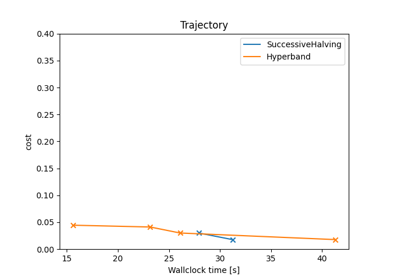 Trajectory
0.40
0.35
0.30
0.25
0.20
0.15
0.10
0.05
0.00
cost
SuccessiveHalving
Hyperband
15 20 25 30 35 40
Wallclock time [s]